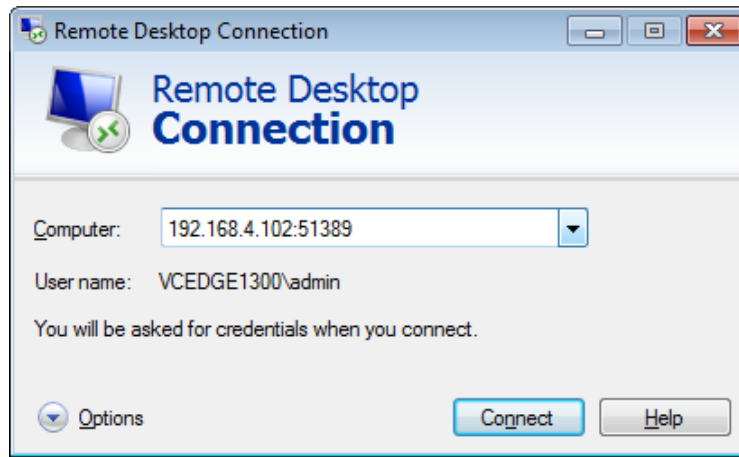 Remote Desktop Connection
Remote Desktop
Connection
Computer: 192.168.4.102:51389
User name: VCEDGE1300\admin
You will be asked for credentials when you connect.
Options Connect Help